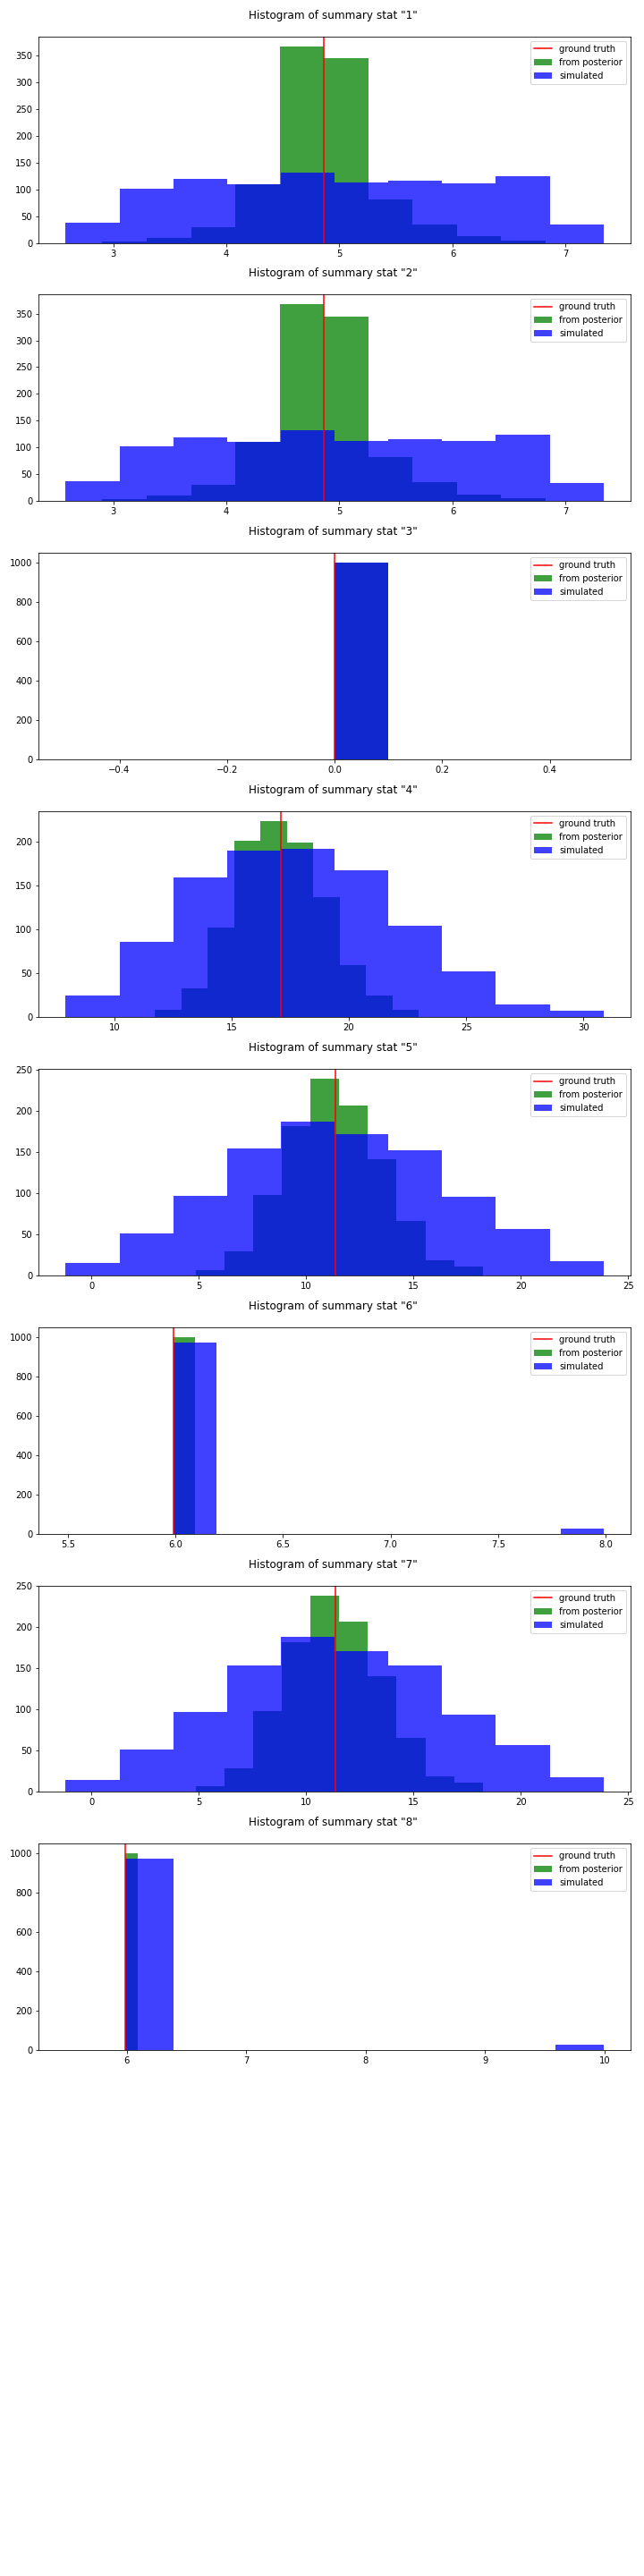 Histogram of summary stat "1"
ground truth
from posterior
simulated
350
300
250
200
150
100
50
0
3 4 5 6 7
Histogram of summary stat "2"
ground truth
from posterior
simulated
350
300
250
200
150
100
50
0
3 4 5 6 7
Histogram of summary stat "3"
ground truth
from posterior
simulated
1000
800
600
400
200
0
−0.4 −0.2 0.0 0.2 0.4
Histogram of summary stat "4"
ground truth
from posterior
simulated
200
150
100
50
0
10 15 20 25 30
Histogram of summary stat "5"
ground truth
from posterior
simulated
250
200
150
100
50
0
0 5 10 15 20 25
Histogram of summary stat "6"
ground truth
from posterior
simulated
1000
800
600
400
200
0
5.5 6.0 6.5 7.0 7.5 8.0
Histogram of summary stat "7"
ground truth
from posterior
simulated
250
200
150
100
50
0
0 5 10 15 20 25
Histogram of summary stat "8"
ground truth
from posterior
simulated
1000
800
600
400
200
0
6 7 8 9 10